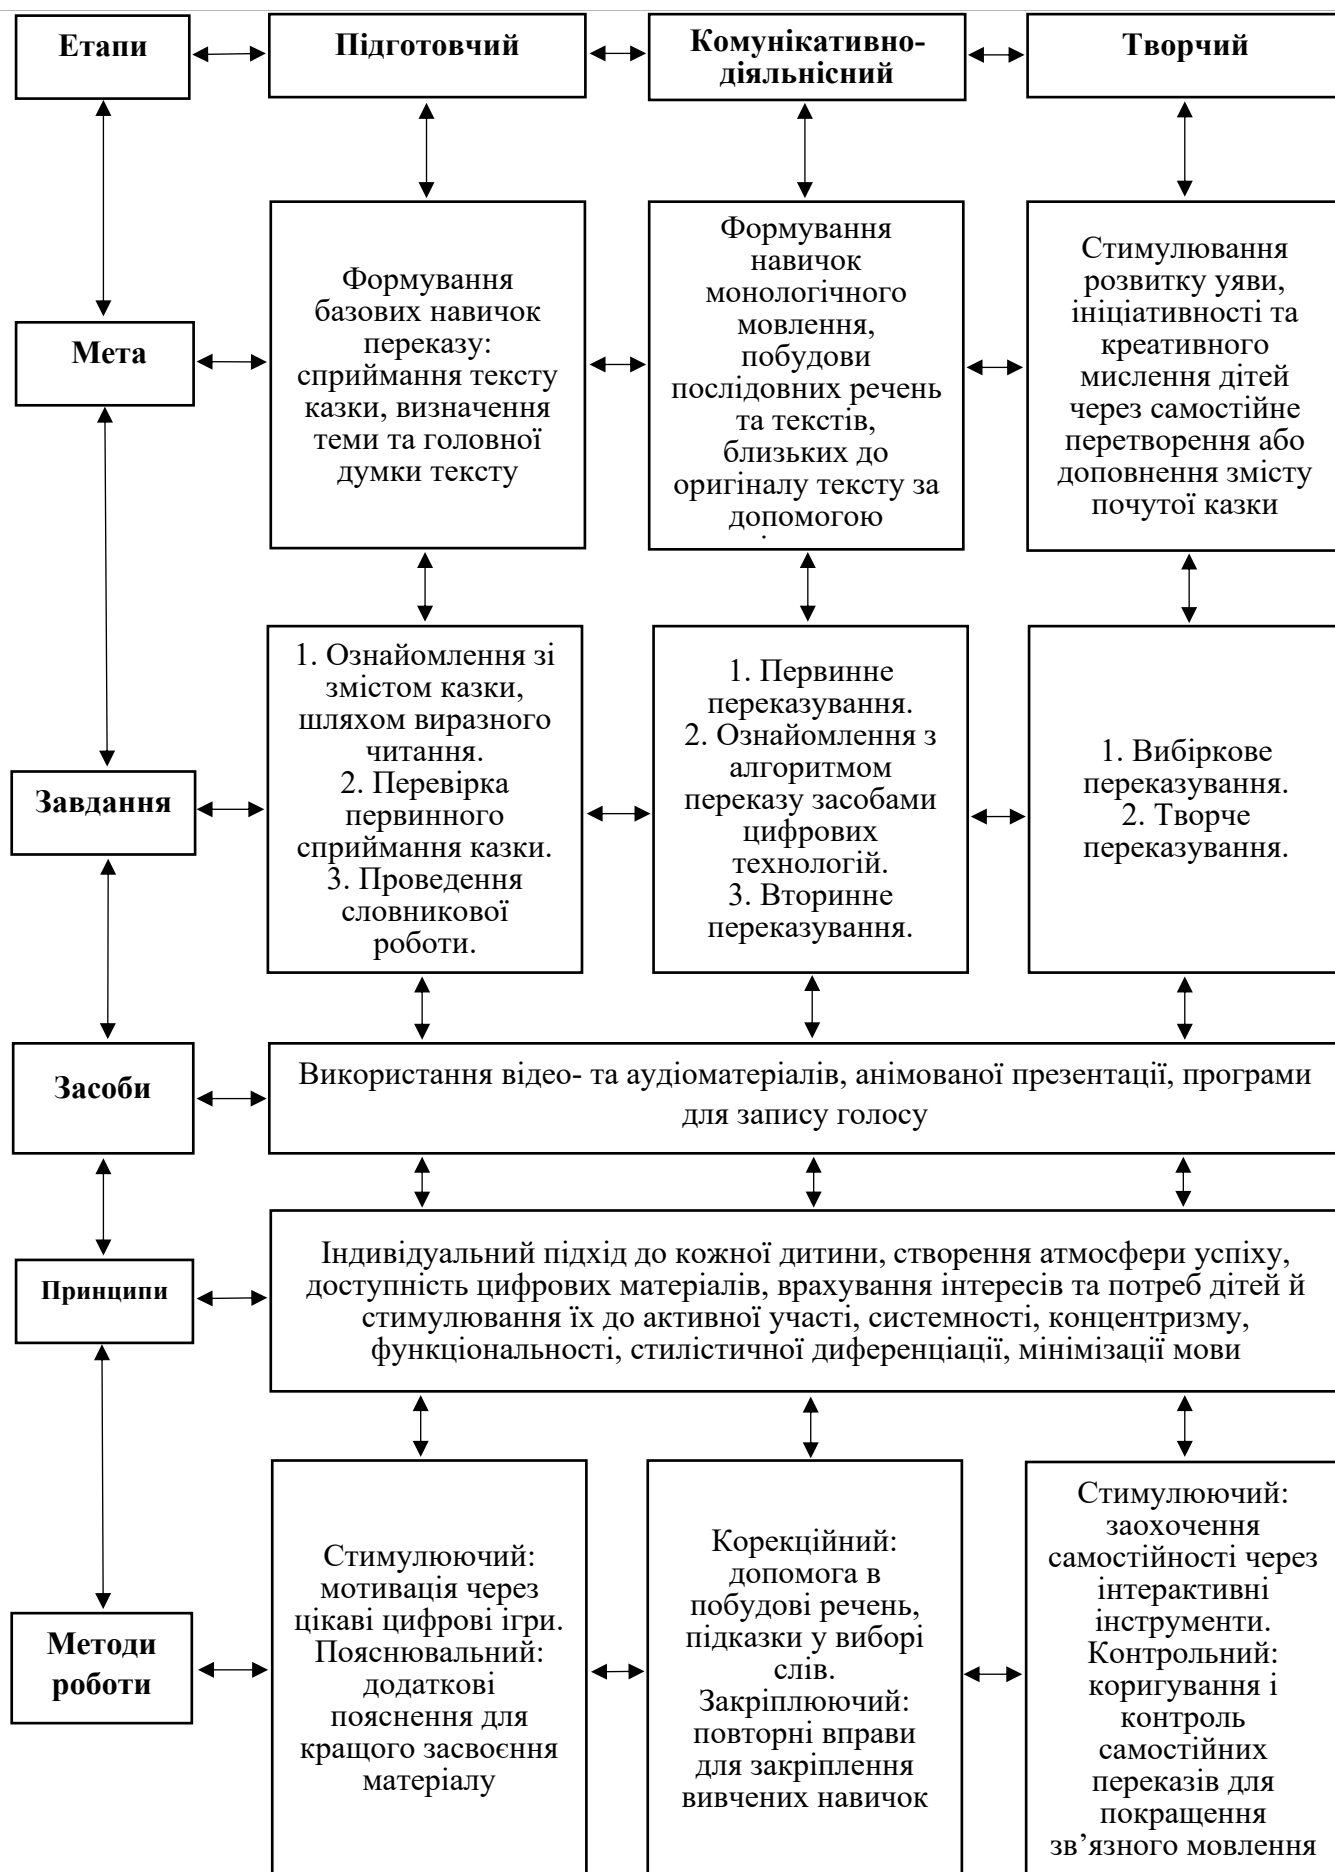 Етапи
Підготовчий
Комунікативно-
діяльнісний
Творчий
Мета
Формування
базових навичок
переказу:
сприймання тексту
казки, визначення
теми та головної
думки тексту
Формування
навичок
монологічного
мовлення,
побудови
послідовних речень
та текстів,
близьких до
оригіналу тексту за
допомогою
Стимулювання
розвитку уяви,
ініціативності та
креативного
мислення дітей
через самостійне
перетворення або
доповнення змісту
почутої казки
Завдання
1. Ознайомлення зі
змістом казки,
шляхом виразного
читання.
2. Перевірка
первинного
сприймання казки.
3. Проведення
словникової
роботи.
1. Первинне
переказування.
2. Ознайомлення з
алгоритмом
переказу засобами
цифрових
технологій.
3. Вторинне
переказування.
1. Вибіркове
переказування.
2. Творче
переказування.
Засоби
Використання відео- та аудіоматеріалів, анімованої презентації, програми
для запису голосу
Принципи
Індивідуальний підхід до кожної дитини, створення атмосфери успіху,
доступність цифрових матеріалів, врахування інтересів та потреб дітей й
стимулювання їх до активної участі, системності, концентризму,
функціональності, стилістичної диференціації, мінімізації мови
Методи
роботи
Стимулюючий:
мотивація через
цікаві цифрові ігри.
Пояснювальний:
додаткові
пояснення для
кращого засвоєння
матеріалу
Корекційний:
допомога в
побудові речень,
підказки у виборі
слів.
Закріплюючий:
повторні вправи
для закріплення
вивчених навичок
Стимулюючий:
заохочення
самостійності через
інтерактивні
інструменти.
Контрольний:
коригування і
контроль
самостійних
переказів для
покращення
зв’язного мовлення